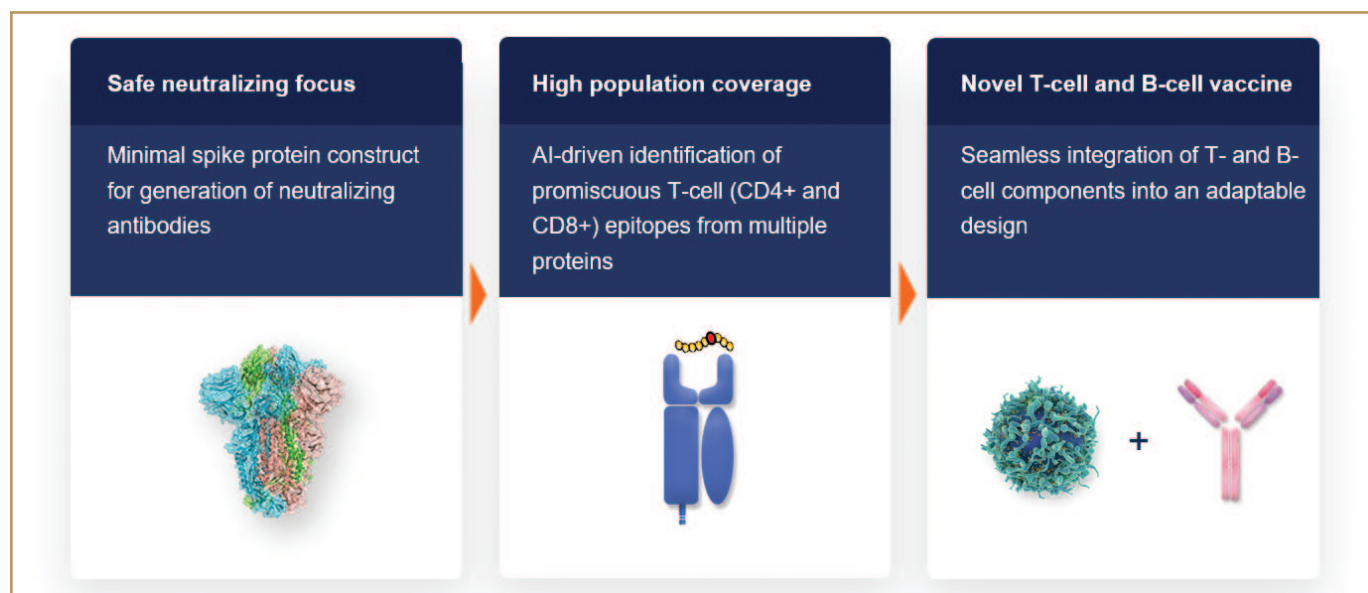 Safe neutralizing focus
Minimal spike protein construct
for generation of neutralizing
antibodies
High population coverage
AI-driven identification of
promiscuous T-cell (CD4+ and
CD8+) epitopes from multiple
proteins
Novel T-cell and B-cell vaccine
Seamless integration of T- and B-
cell components into an adaptable
design
+